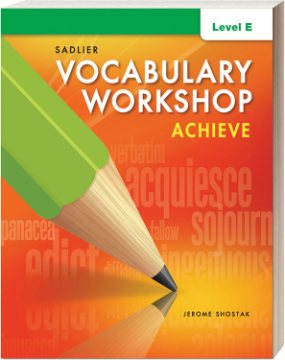 Level E
SADLIER
VOCABULARY
WORKSHOP
ACHIEVE
verbatim
acquiesce
sojourn
panacea
fallow
edict
JEROME SHOSTAK